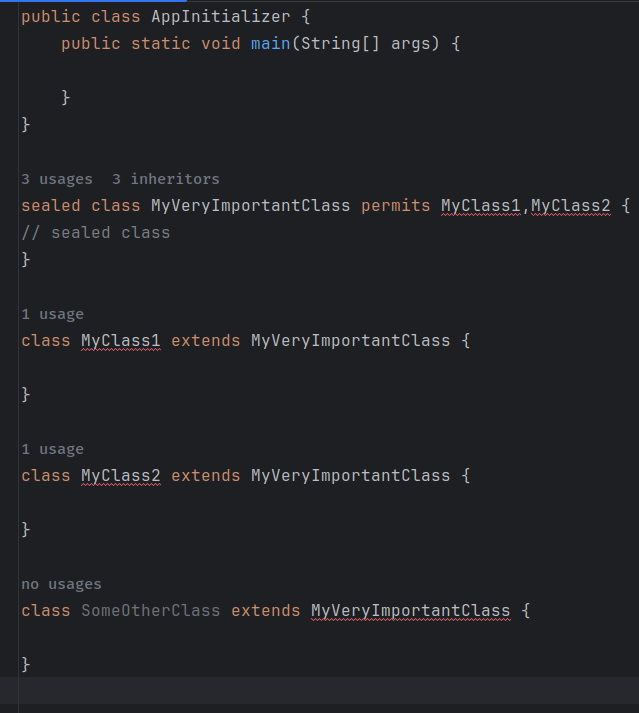 public class AppInitializer {
public static void main(String[] args) {
}
}
3 usages  3 inheritors
sealed class MyVeryImportantClass permits MyClass1,MyClass2 {
// sealed class
}
1 usage
class MyClass1 extends MyVeryImportantClass {
}
1 usage
class MyClass2 extends MyVeryImportantClass {
}
no usages
class SomeOtherClass extends MyVeryImportantClass {
}